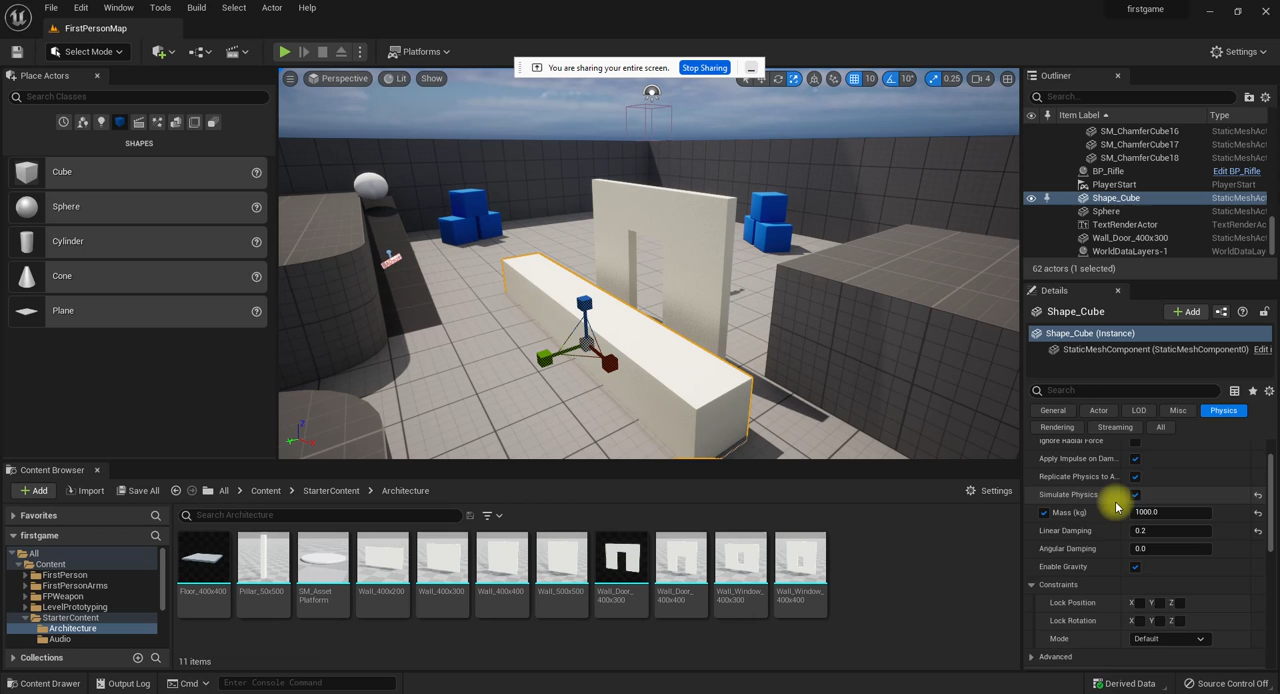 File Edit Window Tools Build Select Actor Help
firstgame
FirstPersonMap
Select Mode
Platforms
Settings
You are sharing your entire screen. Stop Sharing
Place Actors
Search Classes
SHAPES
Cube
Sphere
Cylinder
Cone
Plane
Perspective Lit Show
10 10° 0.25 4
Outliner
Search...
Item Label Type
SM_ChamferCube16 StaticMeshAc
SM_ChamferCube17 StaticMeshAc
SM_ChamferCube18 StaticMeshAc
BP_Rifle Edit BP_Rifle
PlayerStart PlayerStart
Shape_Cube StaticMeshAc
Sphere StaticMeshAc
TextRenderActor TextRenderAc
Wall_Door_400x300 StaticMeshAc
WorldDataLayers-1 WorldDataLay
62 actors (1 selected)
Details
Shape_Cube
Add
Shape_Cube (Instance)
StaticMeshComponent (StaticMeshComponent0) Edit i
Search
General Actor LOD Misc Physics
Rendering Streaming All
Ignore Radial Force
Apply Impulse on Dam...
Replicate Physics to A...
Simulate Physics
Mass (kg) 1000.0
Linear Damping 0.2
Angular Damping 0.0
Enable Gravity
Constraints
Lock Position X Y Z
Lock Rotation X Y Z
Mode Default
Advanced
Content Browser
Add Import Save All All Content StarterContent Architecture Settings
Favorites
firstgame
All
Content
FirstPerson
FirstPersonArms
FPWeapon
LevelPrototyping
StarterContent
Architecture
Audio
Collections
Search Architecture
Floor_400x400
Pillar_50x500
SM_Asset
Platform
Wall_400x200
Wall_400x300
Wall_400x400
Wall_500x500
Wall_Door_
400x300
Wall_Door_
400x400
Wall_Window_
400x300
Wall_Window_
400x400
11 items
Content Drawer Output Log Cmd Enter Console Command Derived Data Source Control Off